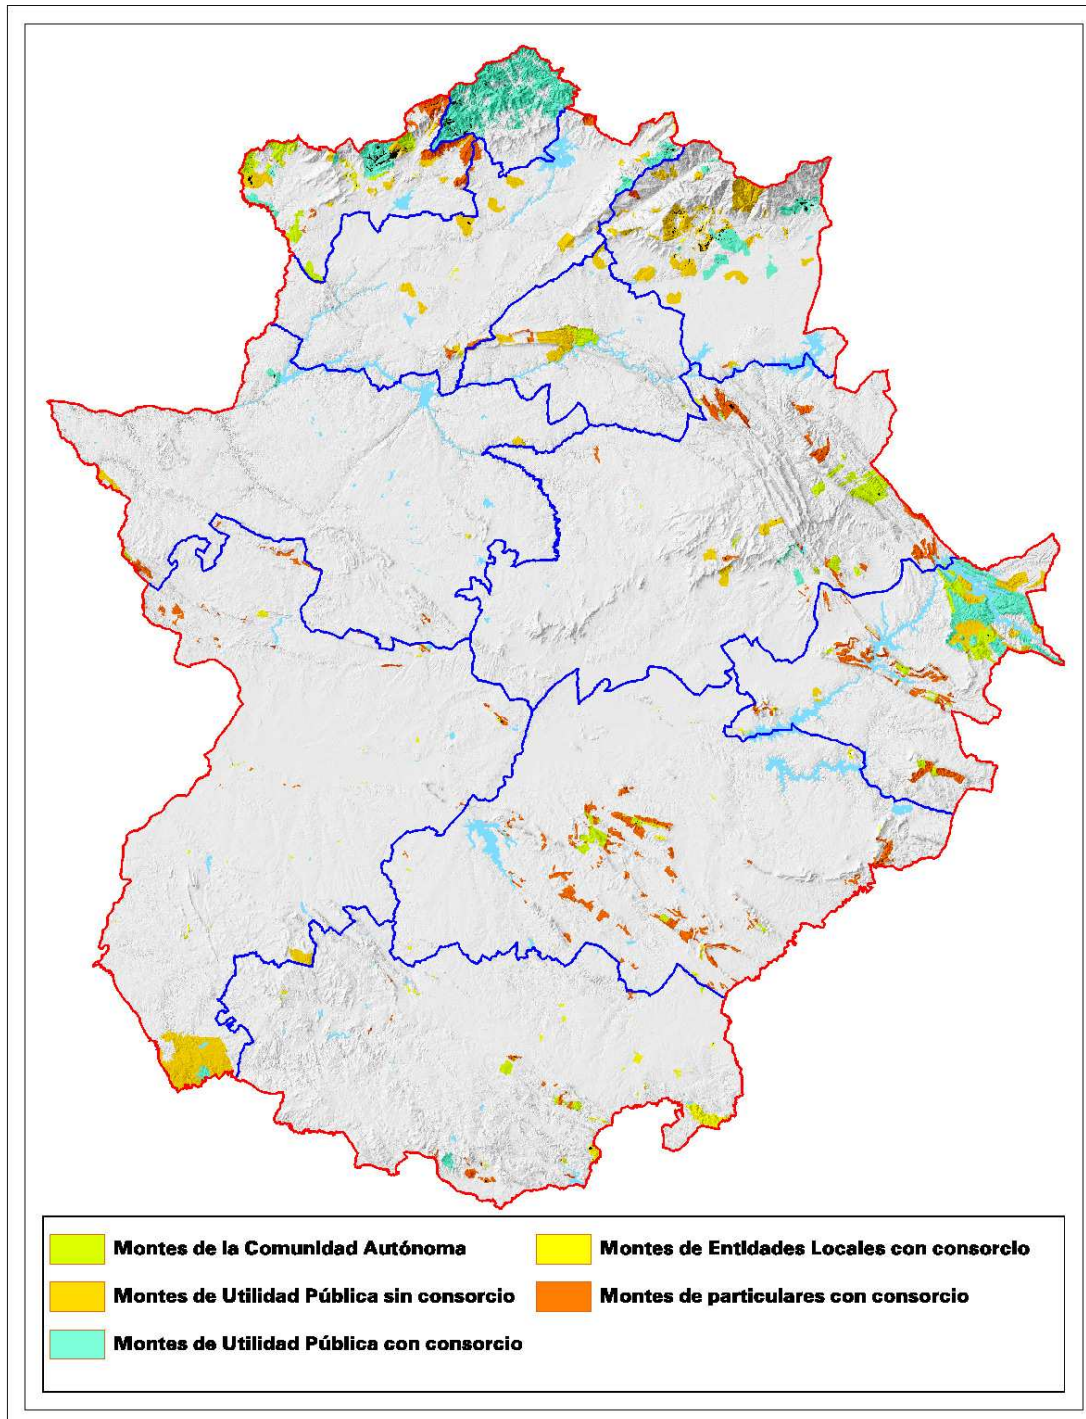 Montes de la Comunidad Autónoma
Montes de Utilidad Pública sin consorcio
Montes de Utilidad Pública con consorcio
Montes de Entidades Locales con consorcio
Montes de particulares con consorcio